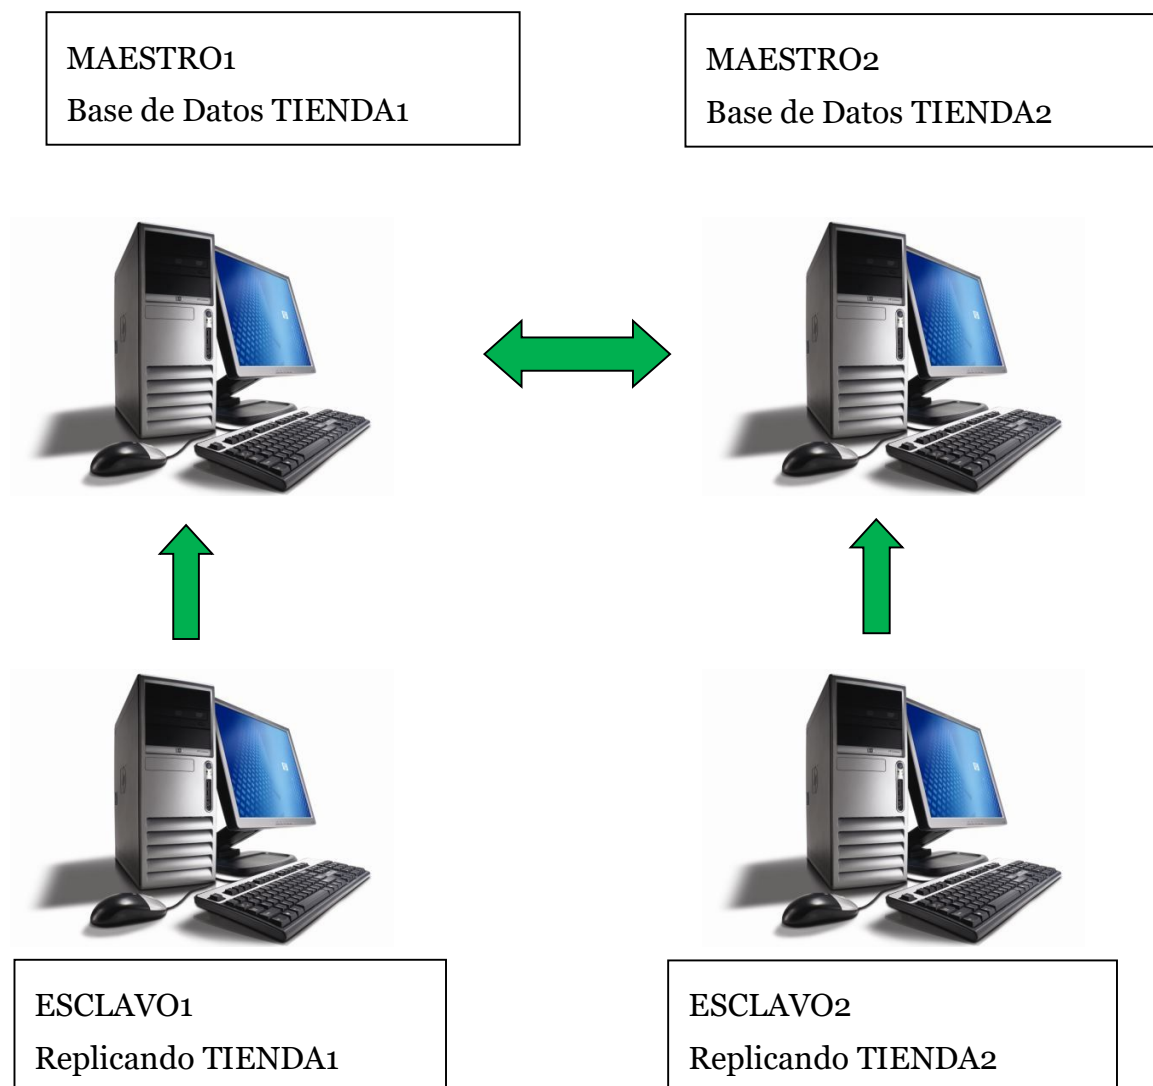 MAESTRO1
Base de Datos TIENDA1
MAESTRO2
Base de Datos TIENDA2
ESCLAVO1
Replicando TIENDA1
ESCLAVO2
Replicando TIENDA2